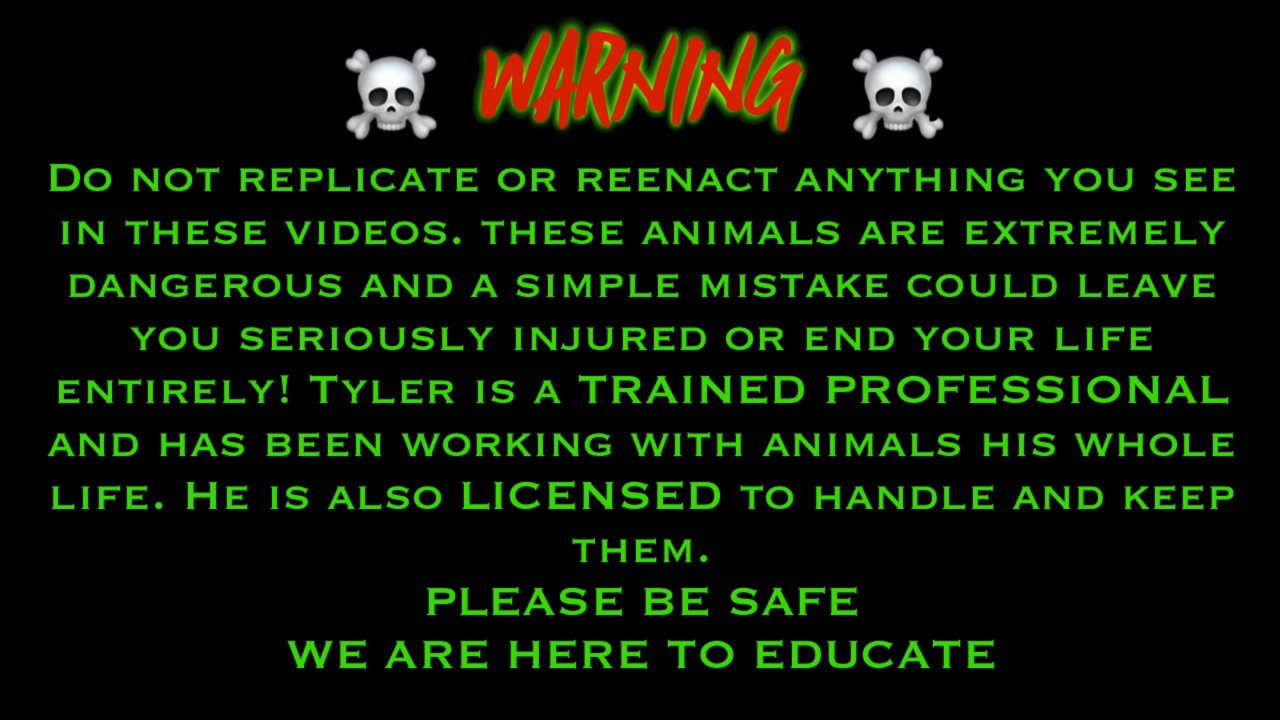 WARNING
Do not replicate or reenact anything you see
in these videos. these animals are extremely
dangerous and a simple mistake could leave
you seriously injured or end your life
entirely! Tyler is a TRAINED PROFESSIONAL
and has been working with animals his whole
life. He is also LICENSED to handle and keep
them.
PLEASE BE SAFE
WE ARE HERE TO EDUCATE